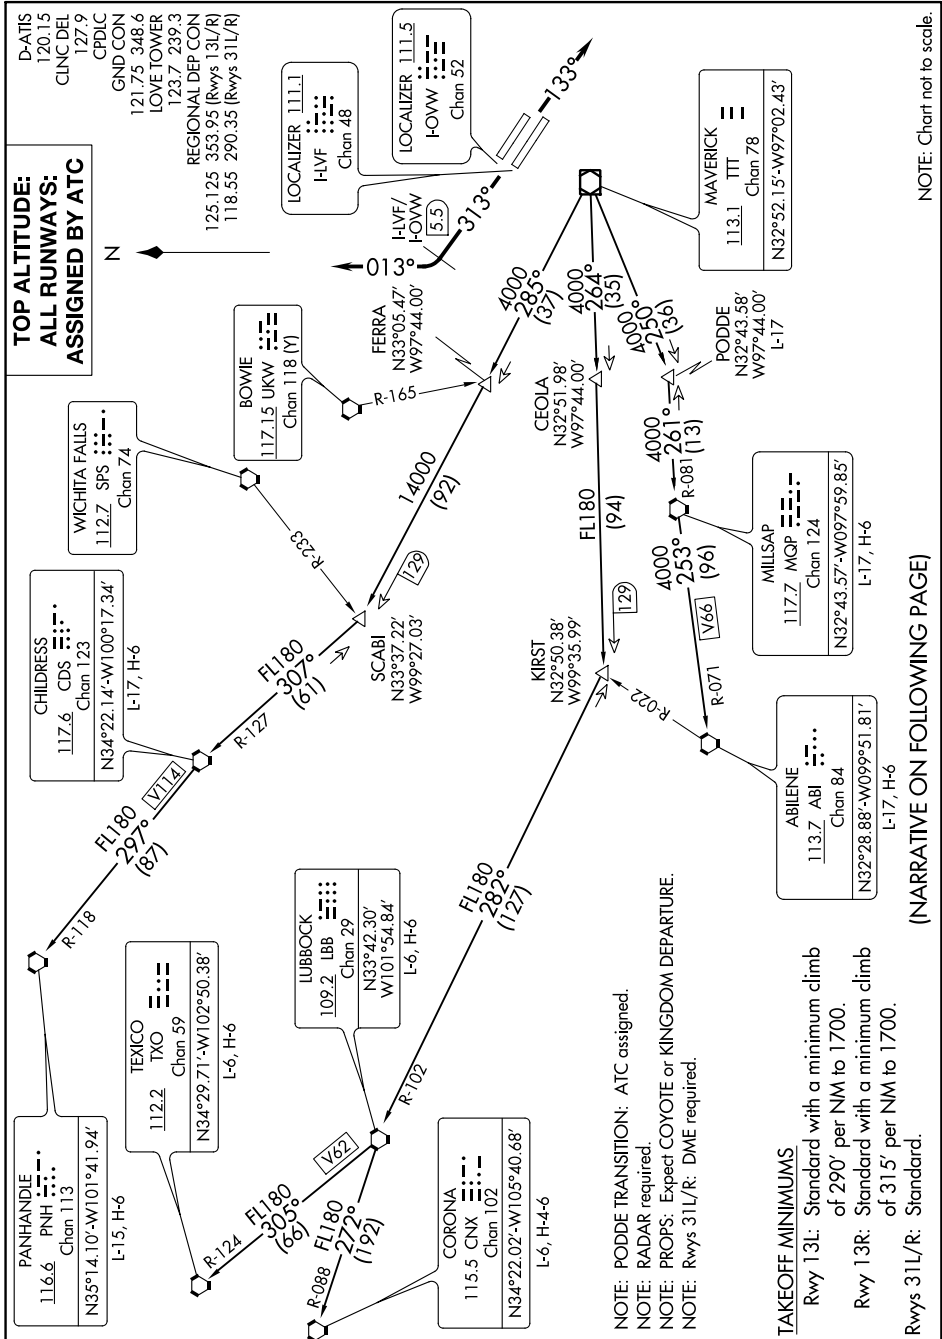 TOP ALTITUDE:
ALL RUNWAYS:
ASSIGNED BY ATC
D-ATIS
120.15
CLNC DEL
127.9
CPDLC
GND CON
121.75 348.6
LOVE TOWER
123.7 239.3
REGIONAL DEP CON
125.125 353.95 (Rwys 13L/R)
118.55 290.35 (Rwys 31L/R)
N
LOCALIZER 111.1
I-LVF
Chan 48
LOCALIZER 111.5
I-OVW
Chan 52
133°
313°
I-LVF/
I-OVW
5.5
013°
BOWIE
117.15 UKW
Chan 118 (Y)
R-165
FERRA
N33°05.47'
W97°44.00'
4000
285°
(37)
4000
264°
(35)
4000
250°
(36)
MAVERICK
113.1 TTT
Chan 78
N32°52.15'-W97°02.43'
CEOLA
N32°51.98'
W97°44.00'
PODDE
N32°43.58'
W97°44.00'
L-17
WICHITA FALLS
112.7 SPS
Chan 74
R-233
14000
(92)
129
FL180
(94)
129
4000
261°
(13)
R-081
MILLSAP
117.7 MQP
Chan 124
N32°43.57'-W097°59.85'
L-17, H-6
4000
253°
(96)
V66
R-071
CHILDRESS
117.6 CDS
Chan 123
N34°22.14'-W100°17.34'
L-17, H-6
FL180
307°
(61)
R-127
SCABI
N33°37.22'
W99°27.03'
KIRST
N32°50.38'
W99°35.99'
R-022
ABILENE
113.7 ABI
Chan 84
N32°28.88'-W099°51.81'
L-17, H-6
V114
FL180
297°
(87)
R-118
PANHANDLE
116.6 PNH
Chan 113
N35°14.10'-W101°41.94'
L-15, H-6
TEXICO
112.2 TXO
Chan 59
N34°29.71'-W102°50.38'
L-6, H-6
LUBBOCK
109.2 LBB
Chan 29
N33°42.30'
W101°54.84'
L-6, H-6
FL180
282°
(127)
R-102
V62
FL180
305°
(66)
R-124
FL180
272°
(192)
R-088
CORONA
115.5 CNX
Chan 102
N34°22.02'-W105°40.68'
L-6, H-4-6
NOTE: PODDE TRANSITION: ATC assigned.
NOTE: RADAR required.
NOTE: PROPS: Expect COYOTE or KINGDOM DEPARTURE.
NOTE: Rwys 31L/R: DME required.
TAKEOFF MINIMUMS
Rwy 13L: Standard with a minimum climb
of 290' per NM to 1700.
Rwy 13R: Standard with a minimum climb
of 315' per NM to 1700.
Rwys 31L/R: Standard.
(NARRATIVE ON FOLLOWING PAGE)
NOTE: Chart not to scale.